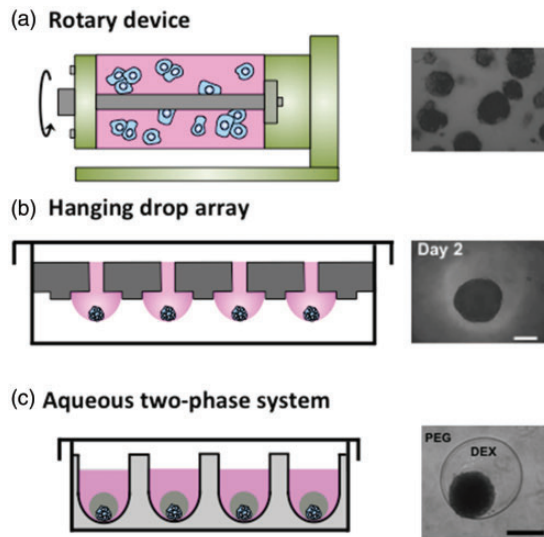 (a) Rotary device
(b) Hanging drop array
Day 2
(c) Aqueous two-phase system
PEG
DEX